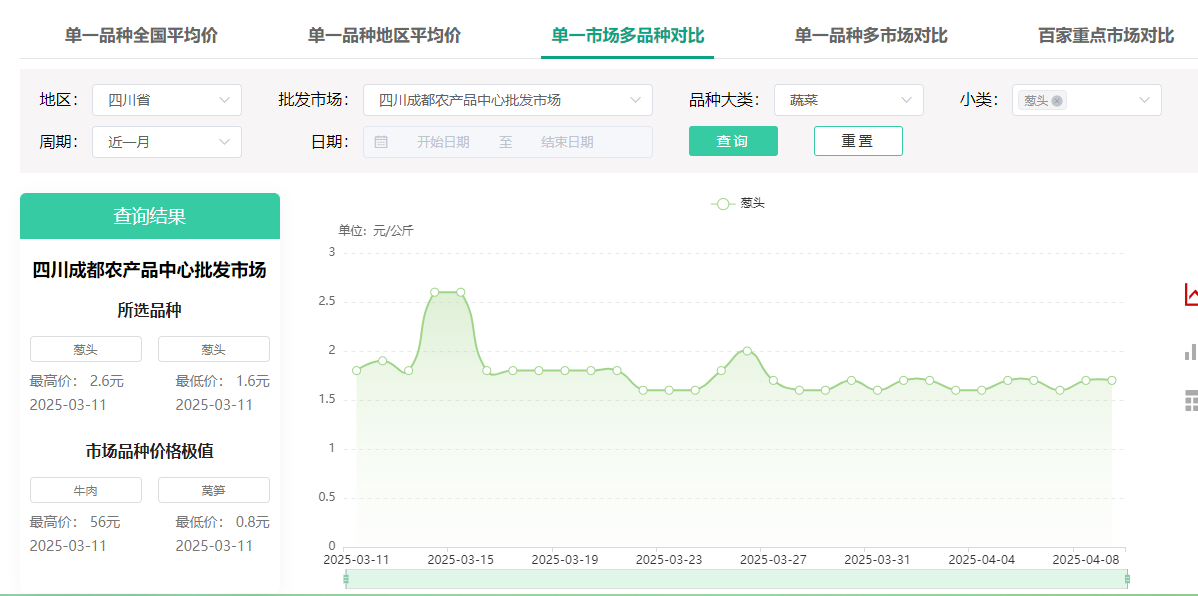 单一品种全国平均价 单一品种地区平均价 单一市场多品种对比 单一品种多市场对比 百家重点市场对比
地区: 四川省 批发市场: 四川成都农产品中心批发市场 品种大类: 蔬菜 小类: 葱头
周期: 近一月 日期: 开始日期 至 结束日期 查询 重置
查询结果
四川成都农产品中心批发市场
所选品种
葱头 葱头
最高价: 2.6元 最低价: 1.6元
2025-03-11 2025-03-11
市场品种价格极值
牛肉 莴笋
最高价: 56元 最低价: 0.8元
2025-03-11 2025-03-11
葱头
单位: 元/公斤
3
2.5
2
1.5
1
0.5
0
2025-03-11 2025-03-15 2025-03-19 2025-03-23 2025-03-27 2025-03-31 2025-04-04 2025-04-08